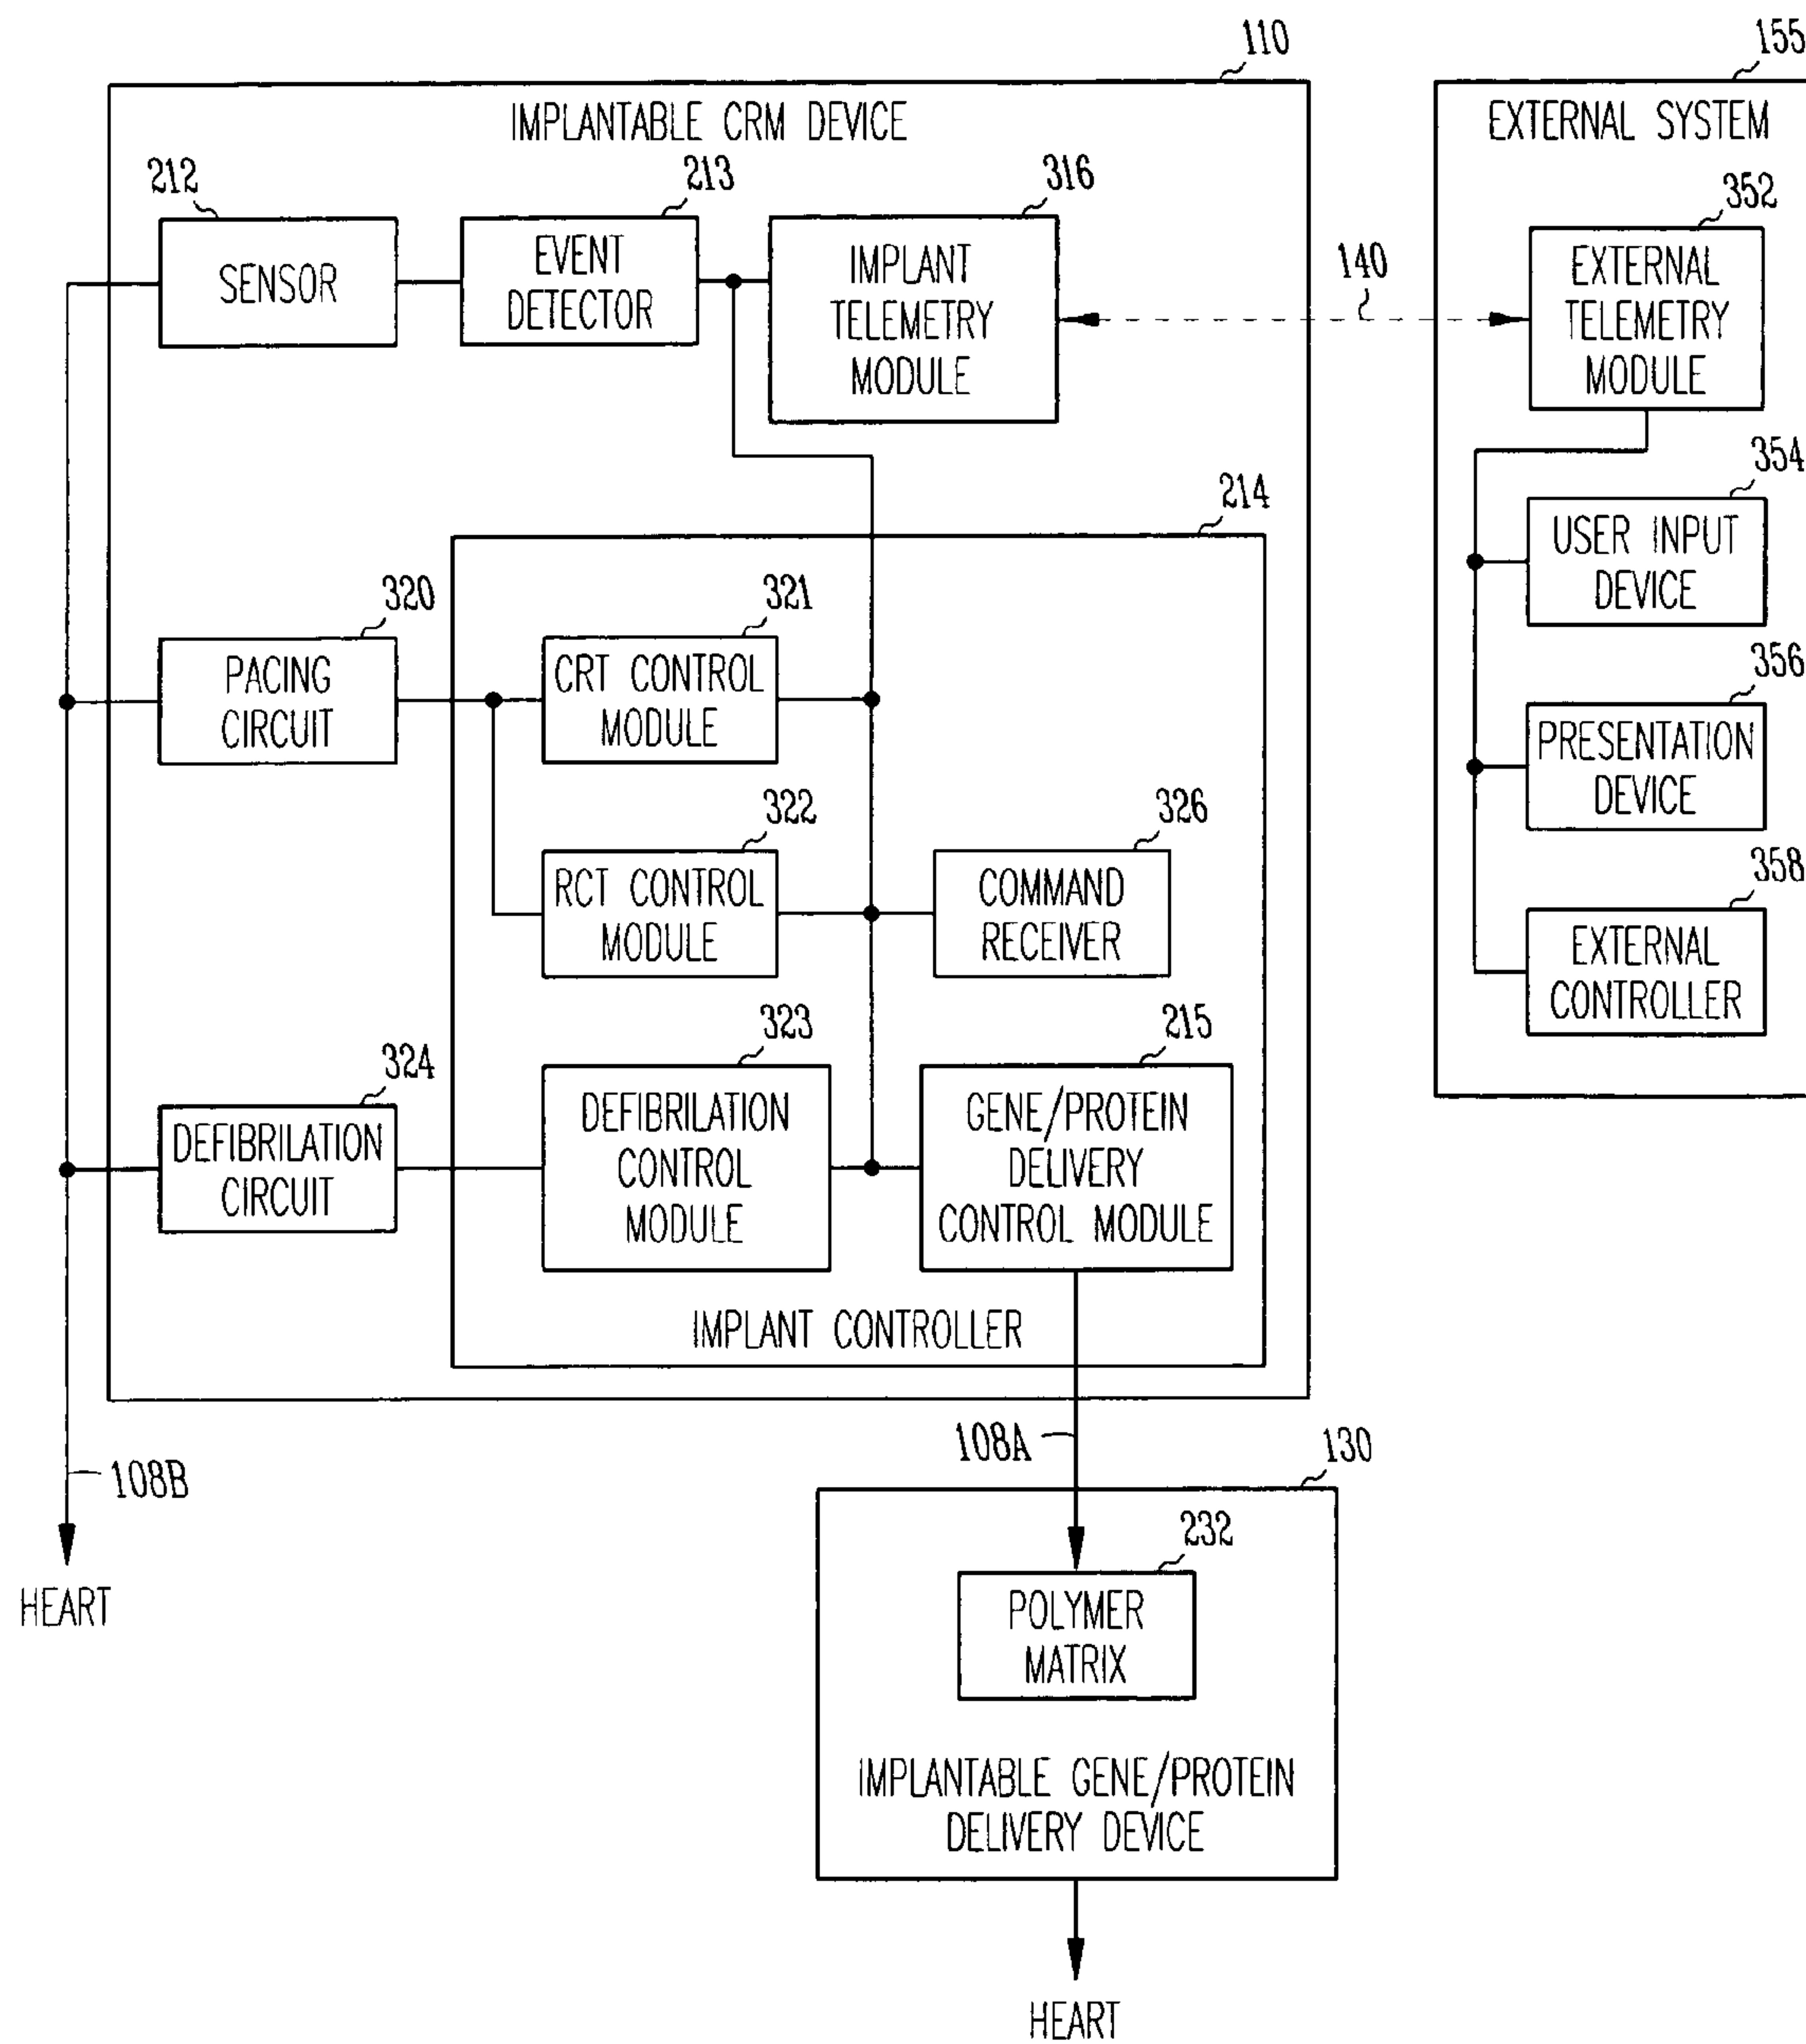 110
155
IMPLANTABLE CRM DEVICE
EXTERNAL SYSTEM
212
213
316
352
SENSOR
EVENT
DETECTOR
IMPLANT
TELEMETRY
MODULE
140
EXTERNAL
TELEMETRY
MODULE
354
USER INPUT
DEVICE
214
320
321
PACING
CIRCUIT
CRT CONTROL
MODULE
356
PRESENTATION
DEVICE
322
326
RCT CONTROL
MODULE
COMMAND
RECEIVER
358
EXTERNAL
CONTROLLER
324
323
215
DEFIBRILATION
CIRCUIT
DEFIBRILATION
CONTROL
MODULE
GENE/PROTEIN
DELIVERY
CONTROL MODULE
IMPLANT CONTROLLER
108A
130
108B
232
HEART
POLYMER
MATRIX
IMPLANTABLE GENE/PROTEIN
DELIVERY DEVICE
HEART